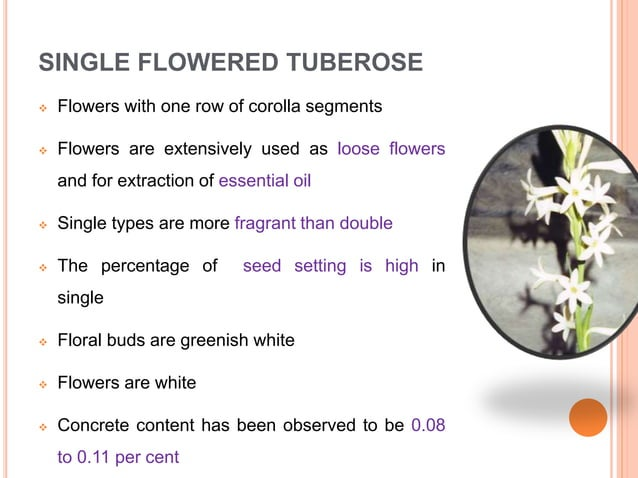 SINGLE FLOWERED TUBEROSE
Flowers with one row of corolla segments
Flowers are extensively used as loose flowers
and for extraction of essential oil
Single types are more fragrant than double
The percentage of seed setting is high in
single
Floral buds are greenish white
Flowers are white
Concrete content has been observed to be 0.08
to 0.11 per cent